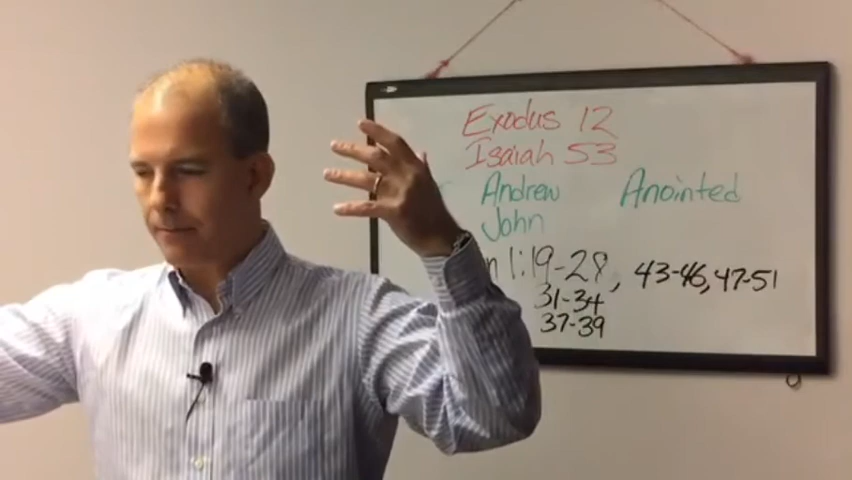 Exodus 12
Isaiah 53
Andrew Anointed
John
n 1:19-28, 43-46, 47-51
31-34
37-39